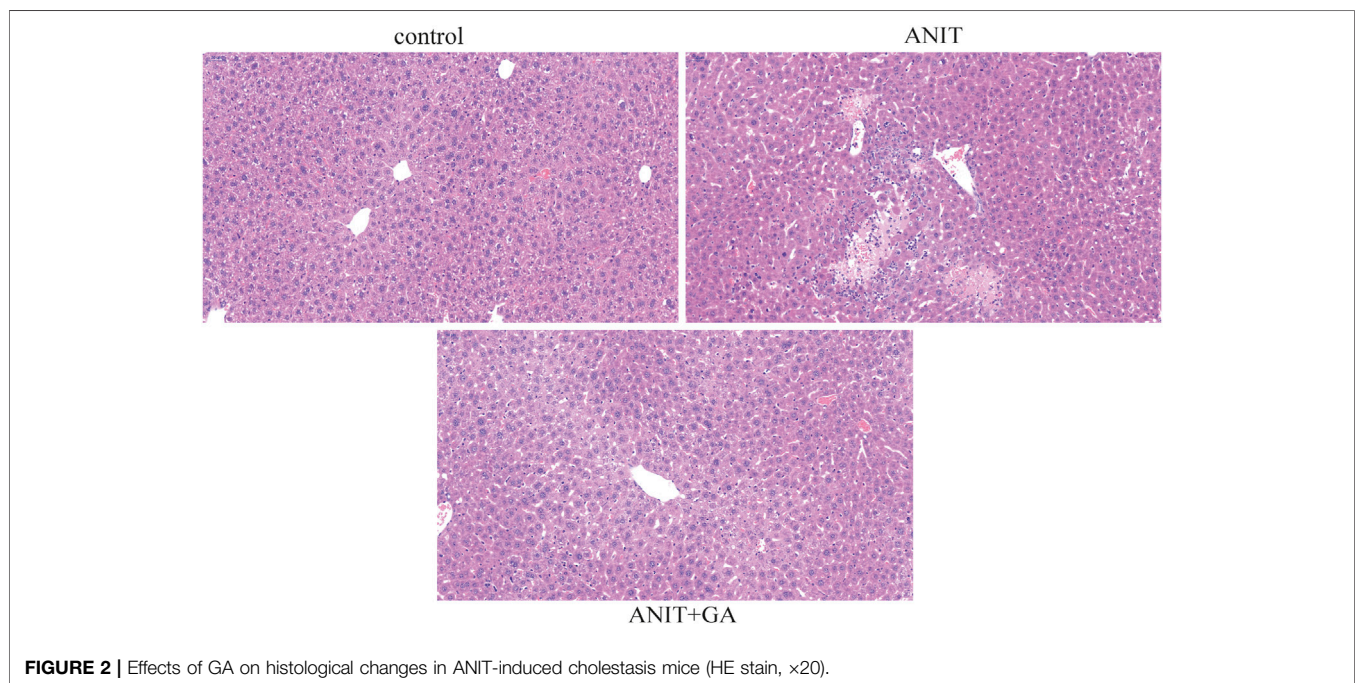 control
ANIT
ANIT+GA
FIGURE 2 | Effects of GA on histological changes in ANIT-induced cholestasis mice (HE stain, ×20).